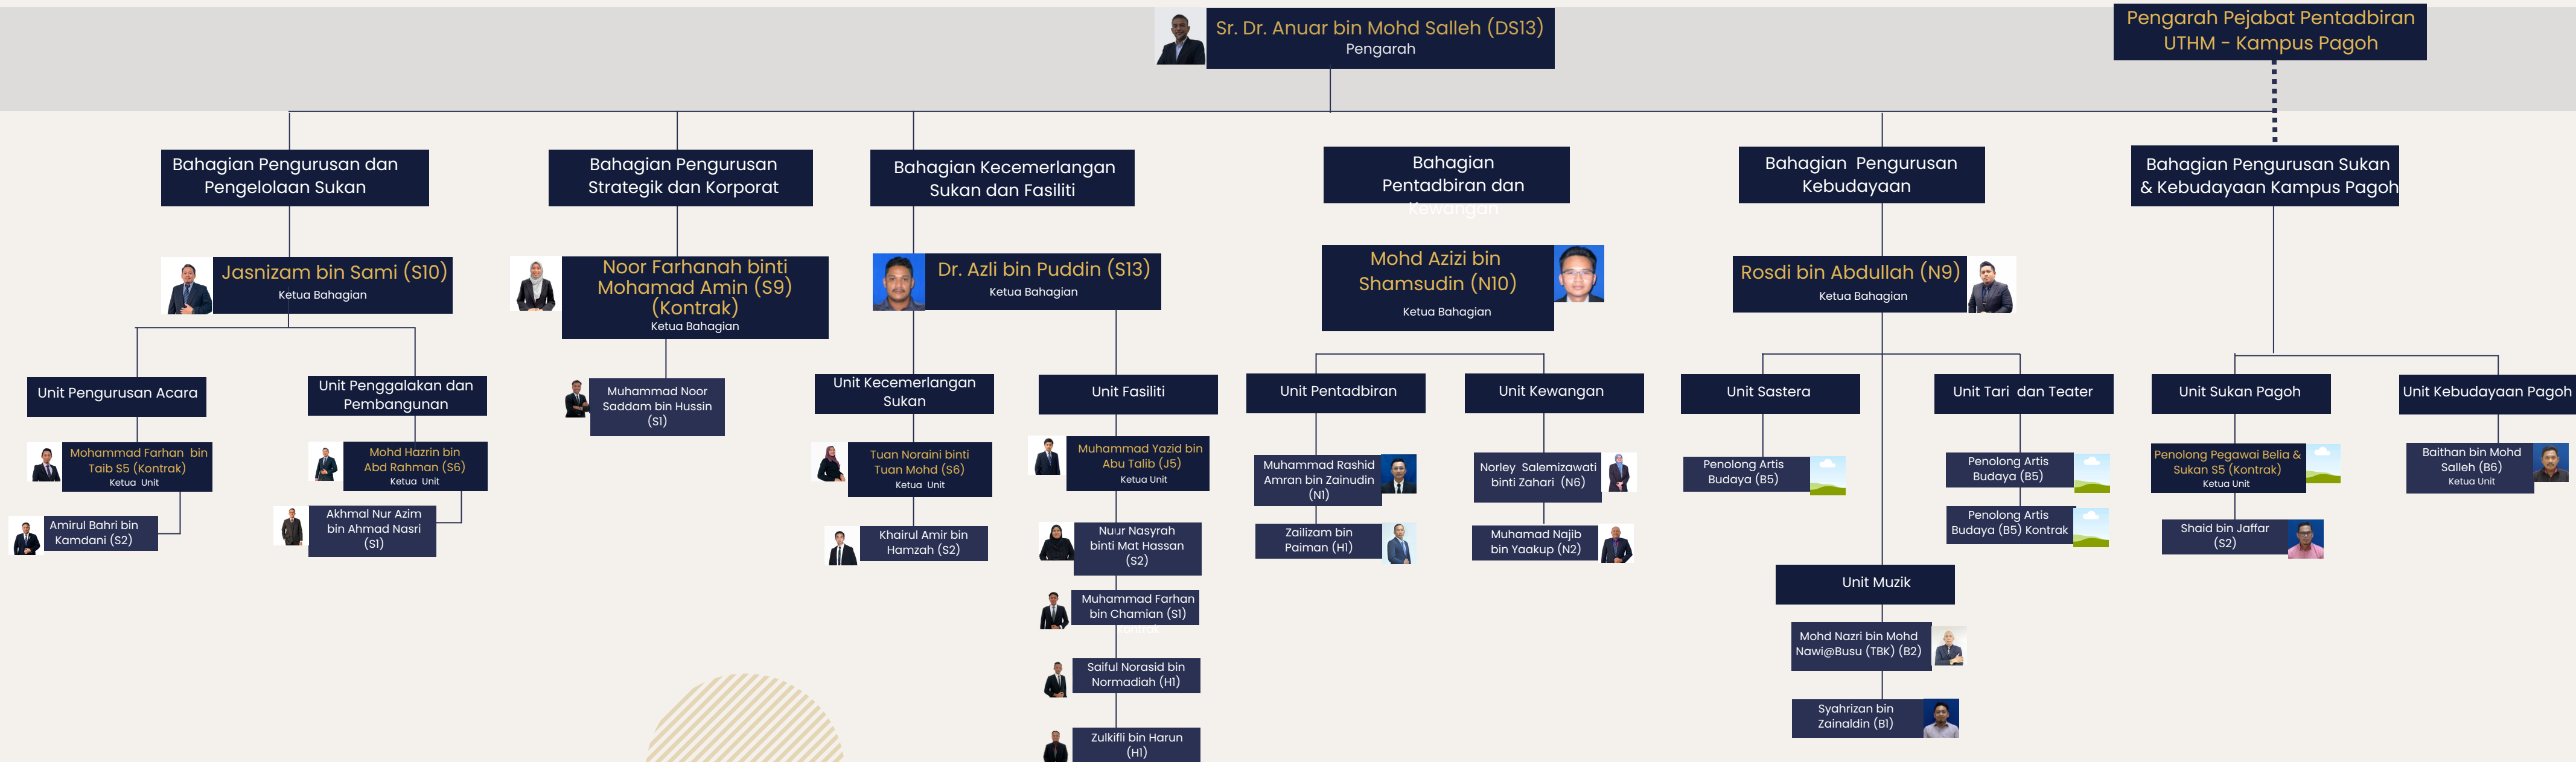 Sr. Dr. Anuar bin Mohd Salleh (DS13)
Pengarah
Pengarah Pejabat Pentadbiran
UTHM - Kampus Pagoh
Bahagian Pengurusan dan
Pengelolaan Sukan
Jasnizam bin Sami (S10)
Ketua Bahagian
Unit Pengurusan Acara
Mohammad Farhan bin
Taib S5 (Kontrak)
Ketua Unit
Amirul Bahri bin
Kamdani (S2)
Unit Penggalakan dan
Pembangunan
Mohd Hazrin bin
Abd Rahman (S6)
Ketua Unit
Akhmal Nur Azim
bin Ahmad Nasri
(S1)
Bahagian Pengurusan
Strategik dan Korporat
Noor Farhanah binti
Mohamad Amin (S9)
(Kontrak)
Ketua Bahagian
Muhammad Noor
Saddam bin Hussin
(S1)
Bahagian Kecemerlangan
Sukan dan Fasiliti
Dr. Azli bin Puddin (S13)
Ketua Bahagian
Unit Kecemerlangan
Sukan
Tuan Noraini binti
Tuan Mohd (S6)
Ketua Unit
Khairul Amir bin
Hamzah (S2)
Unit Fasiliti
Muhammad Yazid bin
Abu Talib (J5)
Ketua Unit
Nuur Nasyrah
binti Mat Hassan
(S2)
Muhammad Farhan
bin Chamian (S1)
Kontrak
Saiful Norasid bin
Normadiah (H1)
Zulkifli bin Harun
(H1)
Bahagian
Pentadbiran dan
Kewangan
Mohd Azizi bin
Shamsudin (N10)
Ketua Bahagian
Unit Pentadbiran
Muhammad Rashid
Amran bin Zainudin
(N1)
Zailizam bin
Paiman (H1)
Unit Kewangan
Norley Salemizawati
binti Zahari (N6)
Muhamad Najib
bin Yaakup (N2)
Bahagian Pengurusan
Kebudayaan
Rosdi bin Abdullah (N9)
Ketua Bahagian
Unit Sastera
Penolong Artis
Budaya (B5)
Unit Tari dan Teater
Penolong Artis
Budaya (B5)
Penolong Artis
Budaya (B5) Kontrak
Unit Muzik
Mohd Nazri bin Mohd
Nawi@Busu (TBK) (B2)
Syahrizan bin
Zainaldin (B1)
Bahagian Pengurusan Sukan
& Kebudayaan Kampus Pagoh
Unit Sukan Pagoh
Penolong Pegawai Belia &
Sukan S5 (Kontrak)
Ketua Unit
Shaid bin Jaffar
(S2)
Unit Kebudayaan Pagoh
Baithan bin Mohd
Salleh (B6)
Ketua Unit